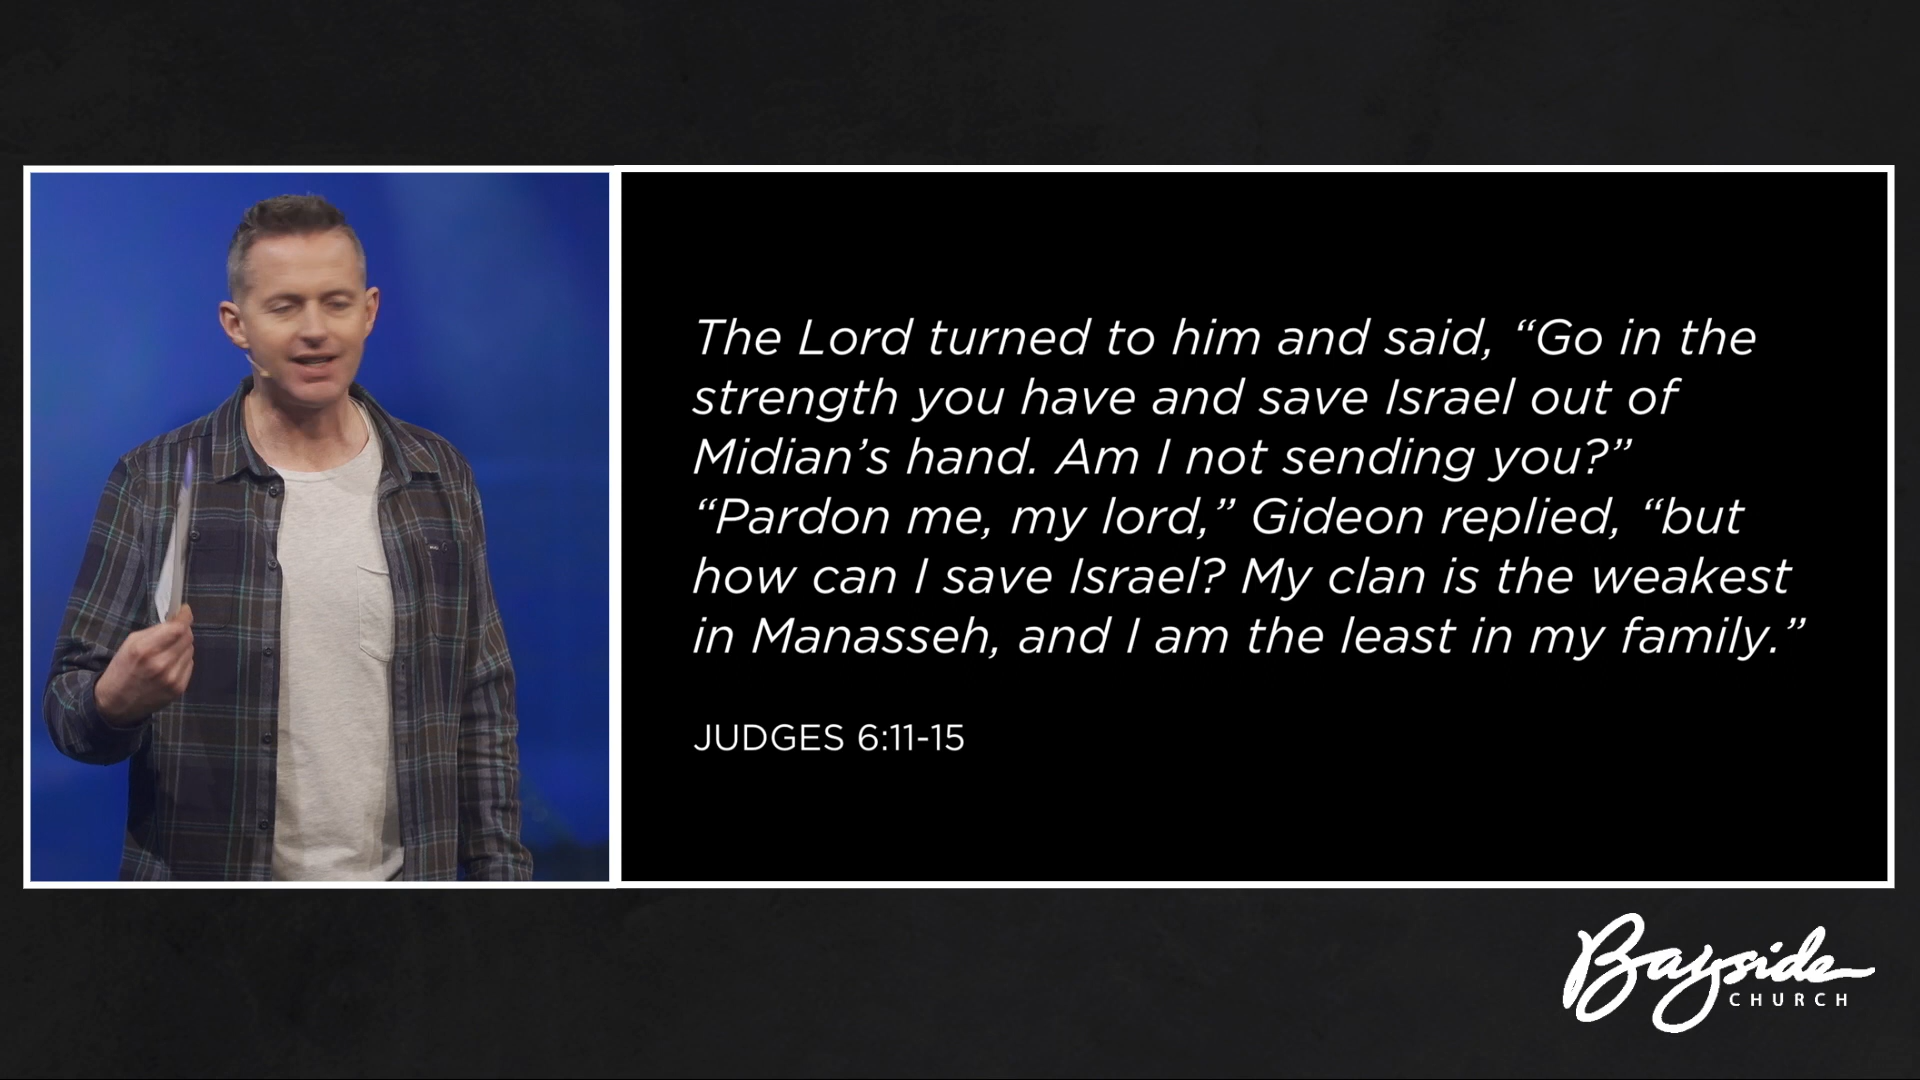 The Lord turned to him and said, “Go in the
strength you have and save Israel out of
Midian’s hand. Am I not sending you?”
“Pardon me, my lord,” Gideon replied, “but
how can I save Israel? My clan is the weakest
in Manasseh, and I am the least in my family.”
JUDGES 6:11-15
Bayside
CHURCH